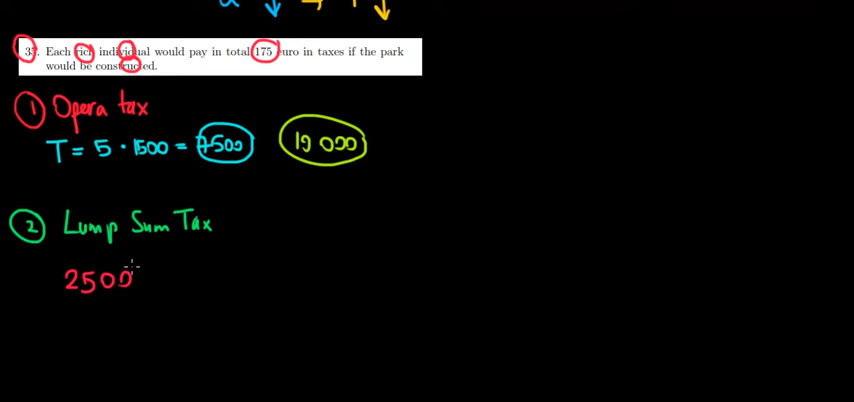 37. Each rich individual would pay in total 175 euro in taxes if the park
would be constructed.
1 Opera tax
T = 5 · 1500 = 7500 10 000
2 Lump Sum Tax
2500